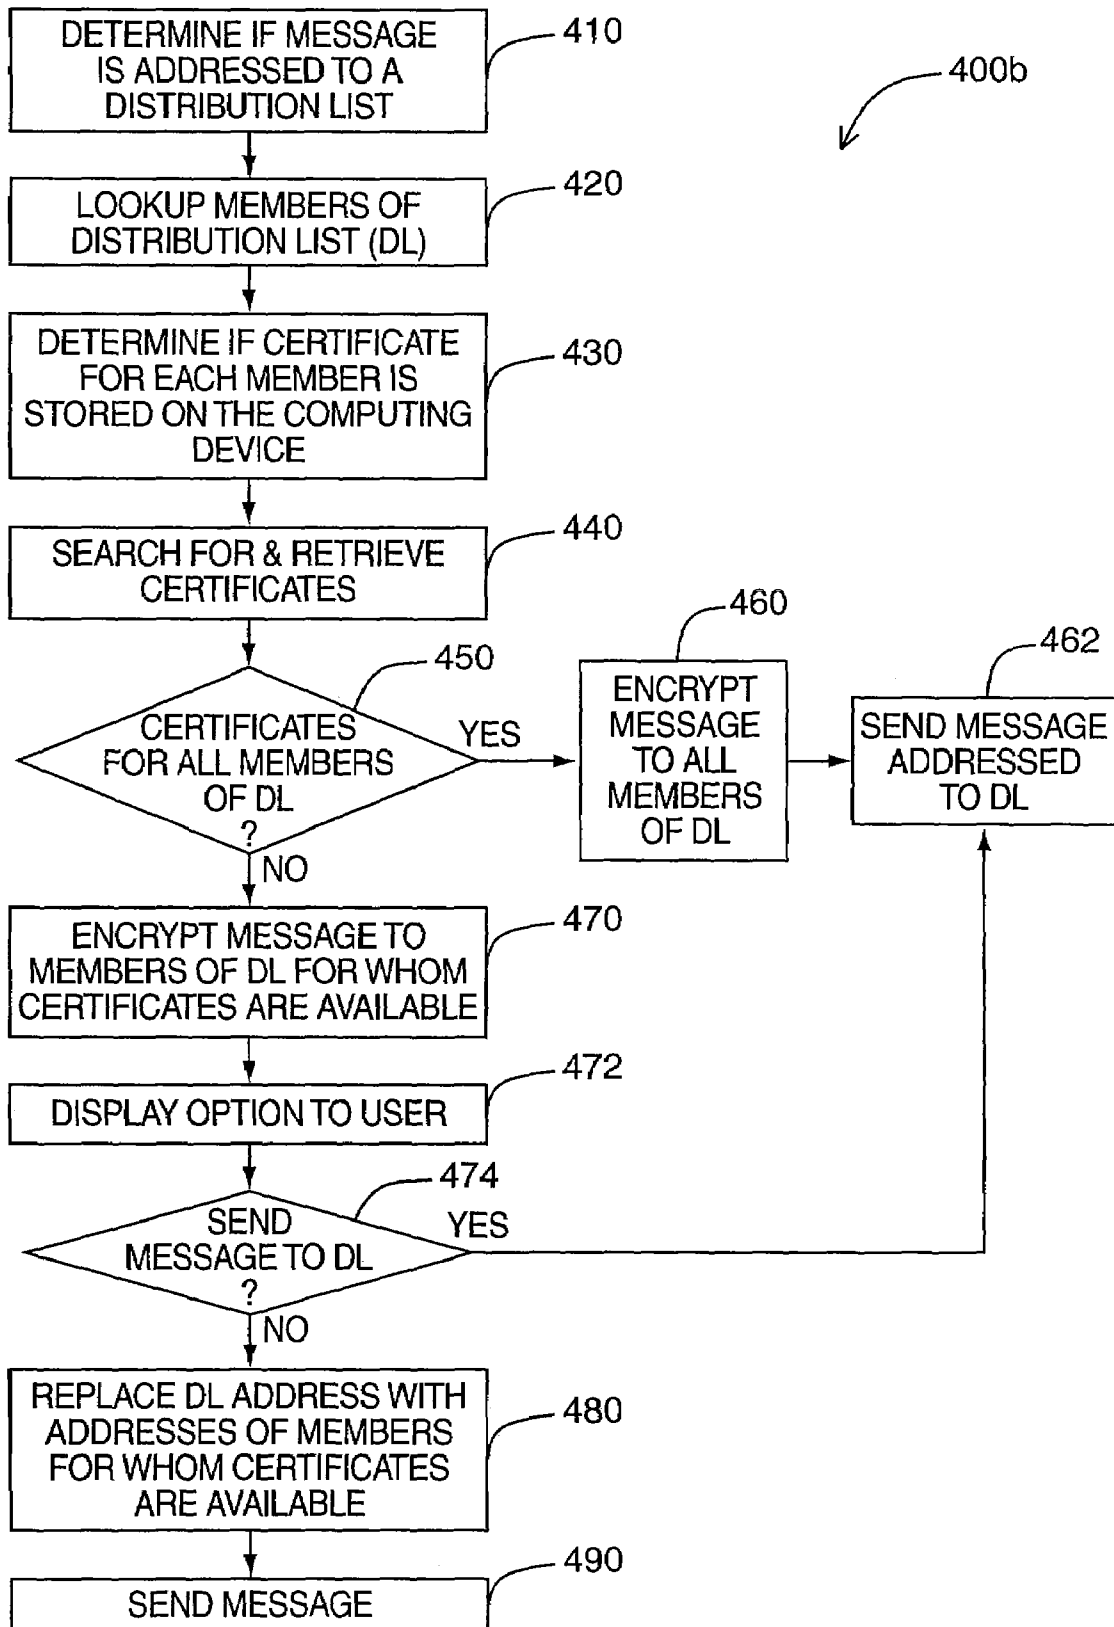 DETERMINE IF MESSAGE
IS ADDRESSED TO A
DISTRIBUTION LIST
410
400b
LOOKUP MEMBERS OF
DISTRIBUTION LIST (DL)
420
DETERMINE IF CERTIFICATE
FOR EACH MEMBER IS
STORED ON THE COMPUTING
DEVICE
430
SEARCH FOR & RETRIEVE
CERTIFICATES
440
CERTIFICATES
FOR ALL MEMBERS
OF DL
?
450
YES
NO
ENCRYPT
MESSAGE
TO ALL
MEMBERS
OF DL
460
SEND MESSAGE
ADDRESSED
TO DL
462
ENCRYPT MESSAGE TO
MEMBERS OF DL FOR WHOM
CERTIFICATES ARE AVAILABLE
470
DISPLAY OPTION TO USER
472
SEND
MESSAGE TO DL
?
474
YES
NO
REPLACE DL ADDRESS WITH
ADDRESSES OF MEMBERS
FOR WHOM CERTIFICATES
ARE AVAILABLE
480
SEND MESSAGE
490